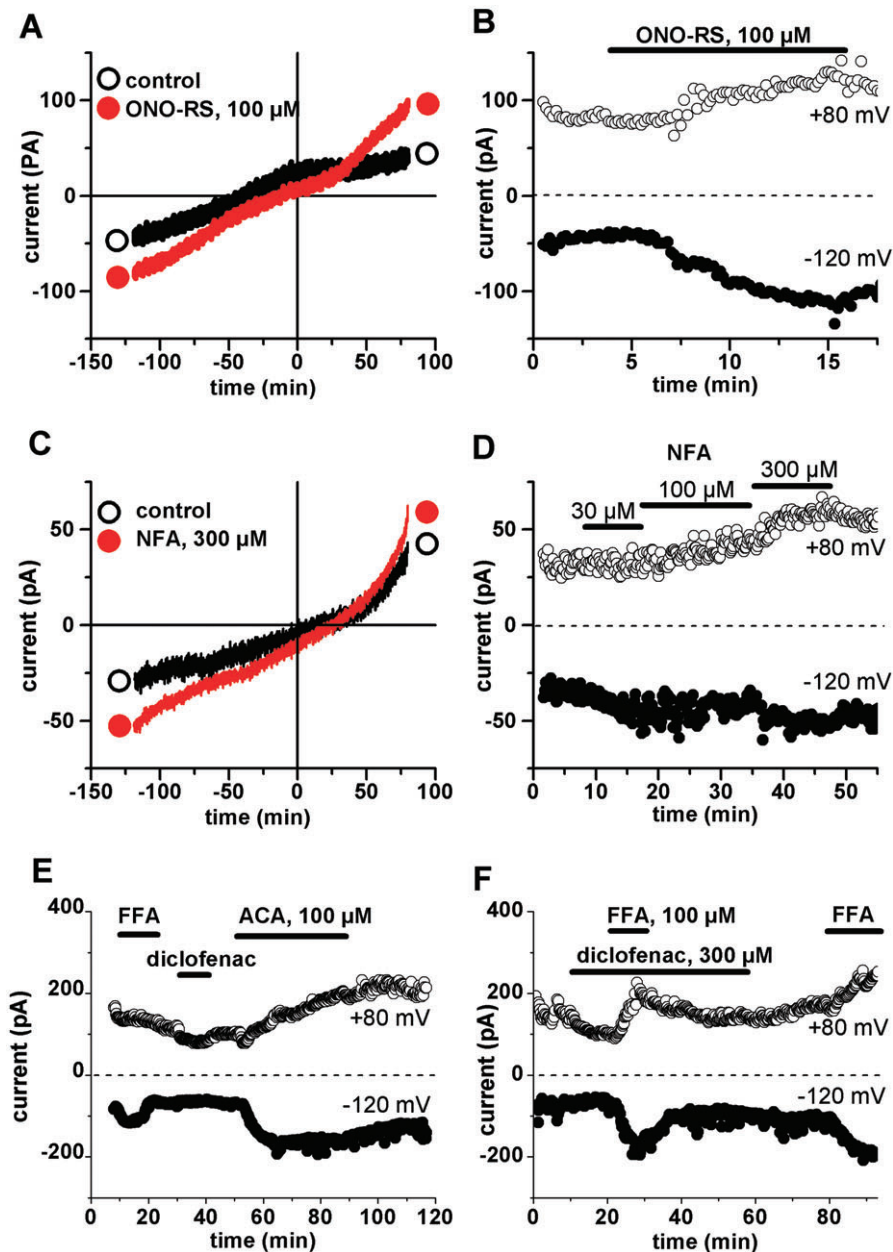 A
control
ONO-RS, 100 µM
100
0
-100
current (PA)
-150 -100 -50 0 50 100
time (min)
B
ONO-RS, 100 µM
100
0
-100
current (pA)
+80 mV
-120 mV
0 5 10 15
time (min)
C
control
NFA, 300 µM
50
0
-50
current (pA)
-150 -100 -50 0 50 100
time (min)
D
NFA
300 µM
100 µM
30 µM
50
0
-50
current (pA)
+80 mV
-120 mV
0 10 20 30 40 50
time (min)
E
400
200
0
-200
current (pA)
FFA
ACA, 100 µM
diclofenac
+80 mV
-120 mV
0 20 40 60 80 100 120
time (min)
F
400
200
0
-200
current (pA)
FFA, 100 µM
FFA
diclofenac, 300 µM
+80 mV
-120 mV
0 20 40 60 80
time (min)